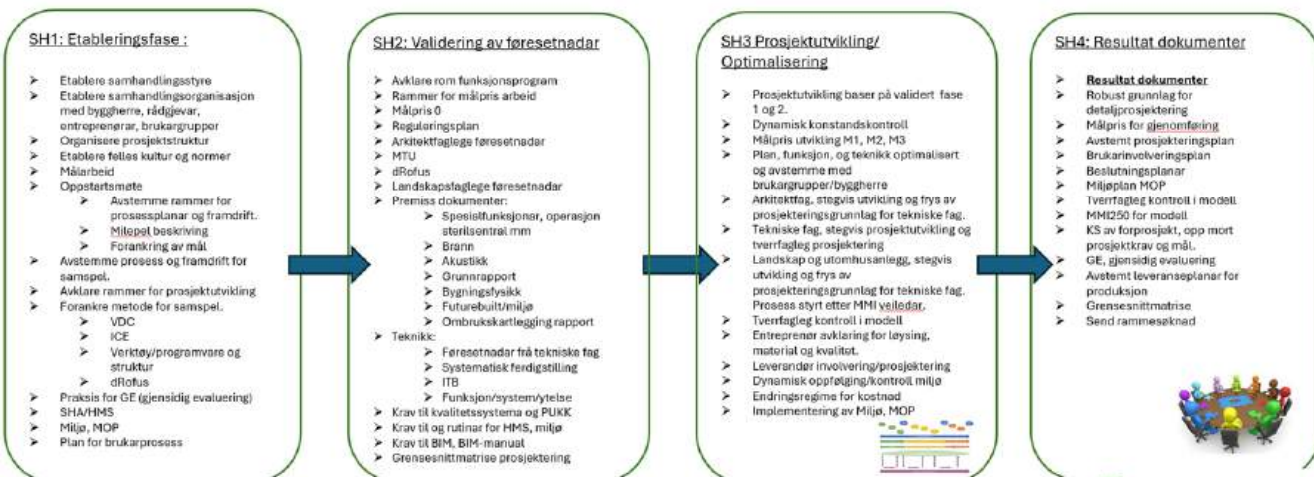 SH1: Etableringsfase :
➢ Etablere samhandlingsstyre
➢ Etablere samhandlingsorganisasjon
med byggherre, rådgjevar,
entreprenørar, brukargrupper
➢ Organisere prosjektstruktur
➢ Etablere felles kultur og normer
➢ Målarbeid
➢ Oppstartsmøte
➢ Avstemme rammer for
prosessplanar og framdrift.
➢ Milepel beskriving
➢ Forankring av mål
➢ Avstemme prosess og framdrift for
samspel.
➢ Avklare rammer for prosjektutvikling
➢ Forankre metode for samspel.
➢ VDC
➢ ICE
➢ Verktøy/programvare og
struktur
➢ dRofus
➢ Praksis for GE (gjensidig evaluering)
➢ SHA/HMS
➢ Miljø, MOP
➢ Plan for brukarprosess
SH2: Validering av føresetnadar
➢ Avklare rom funksjonsprogram
➢ Rammer for målpris arbeid
➢ Målpris 0
➢ Reguleringsplan
➢ Arkitektfaglege føresetnadar
➢ MTU
➢ dRofus
➢ Landskapsfaglege føresetnadar
➢ Premiss dokumenter:
➢ Spesialfunksjonar, operasjon
sterilsentral mm
➢ Brann
➢ Akustikk
➢ Grunnrapport
➢ Bygningsfysikk
➢ Futurebuilt/miljø
➢ Ombrukskartlegging rapport
➢ Teknikk:
➢ Føresetnadar frå tekniske fag
➢ Systematisk ferdigstilling
➢ ITB
➢ Funksjon/system/ytelse
➢ Krav til kvalitetssystema og PUKK
➢ Krav til og rutinar for HMS, miljø
➢ Krav til BIM, BIM-manual
➢ Grensesnittmatrise prosjektering
SH3 Prosjektutvikling/
Optimalisering
➢ Prosjektutvikling baser på validert fase
1 og 2.
➢ Dynamisk konstandskontroll
➢ Målpris utvikling M1, M2, M3
➢ Plan, funksjon, og teknikk optimalisert
og avstemme med
brukargrupper/byggherre
➢ Arkitektfag, stegvis utvikling og frys av
prosjekteringsgrunnlag for tekniske fag.
➢ Tekniske fag, stegvis prosjektutvikling og
tverrfagleg prosjektering
➢ Landskap og utomhusanlegg, stegvis
utvikling og frys av
prosjekteringsgrunnlag for tekniske fag.
Prosess styrt etter MMI veiledar.
➢ Tverrfagleg kontroll i modell
➢ Entreprenør avklaring for løysing,
material og kvalitet.
➢ Leverandør involvering/prosjektering
➢ Dynamisk oppfølging/kontroll miljø
➢ Endringsregime for kostnad
➢ Implementering av Miljø, MOP
SH4: Resultat dokumenter
➢ Resultat dokumenter
➢ Robust grunnlag for
detaljprosjektering
➢ Målpris for gjenomføring
➢ Avstemt prosjekteringsplan
➢ Brukarinvolveringsplan
➢ Beslutningsplanar
➢ Miljøplan MOP
➢ Tverrfagleg kontroll i modell
➢ MMI250 for modell
➢ KS av forprosjekt, opp mort
prosjektkrav og mål.
➢ GE, gjensidig evaluering
➢ Avstemt leveranseplanar for
produksjon
➢ Grensesnittmatrise
➢ Send rammesøknad